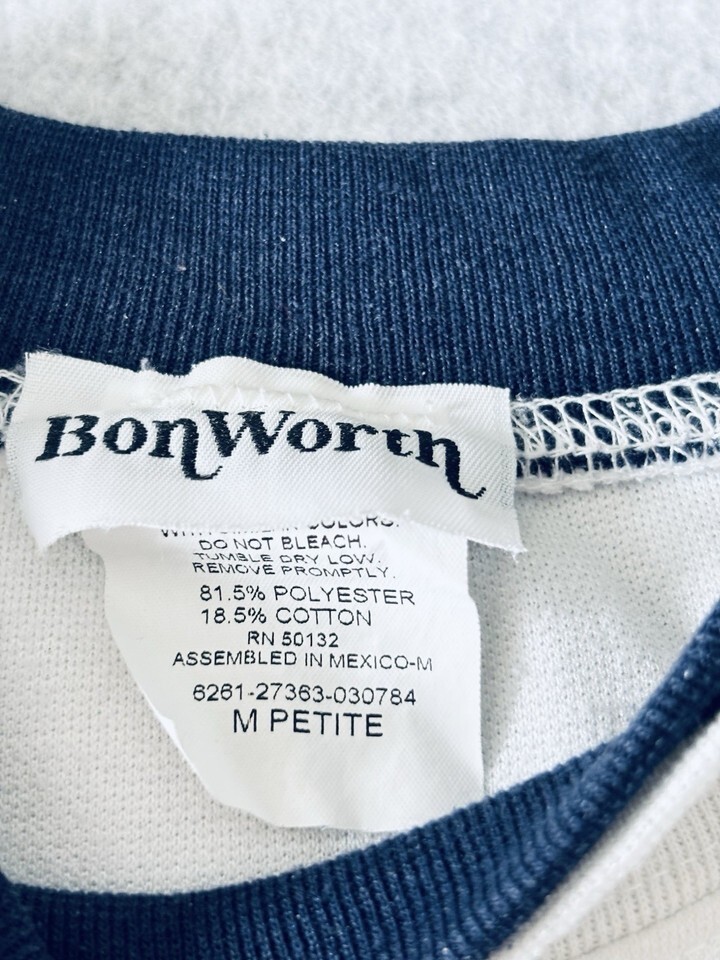 BonWorth
COLORS.
DO NOT BLEACH.
TUMBLE DRY LOW.
REMOVE PROMPTLY.
81.5% POLYESTER
18.5% COTTON
RN 50132
ASSEMBLED IN MEXICO-M
6261-27363-030784
M PETITE